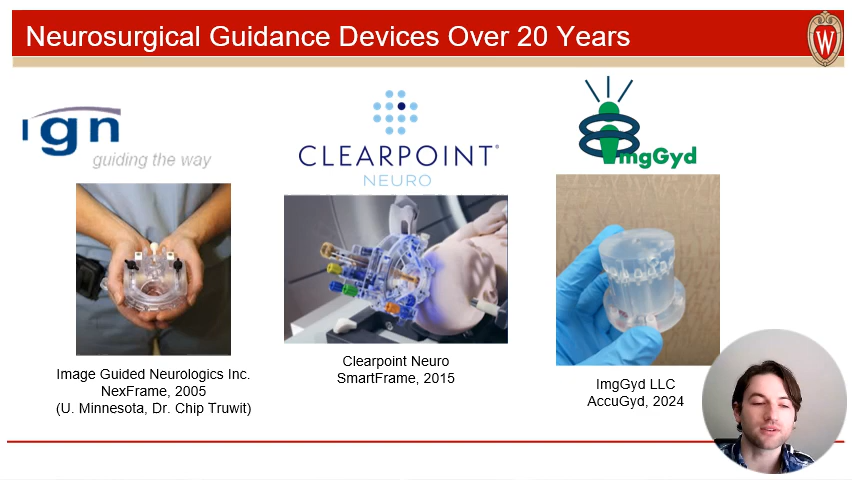 Neurosurgical Guidance Devices Over 20 Years
W
ign
guiding the way
CLEARPOINT®
NEURO
ImgGyd
Image Guided Neurologics Inc.
NexFrame, 2005
(U. Minnesota, Dr. Chip Truwit)
Clearpoint Neuro
SmartFrame, 2015
ImgGyd LLC
AccuGyd, 2024